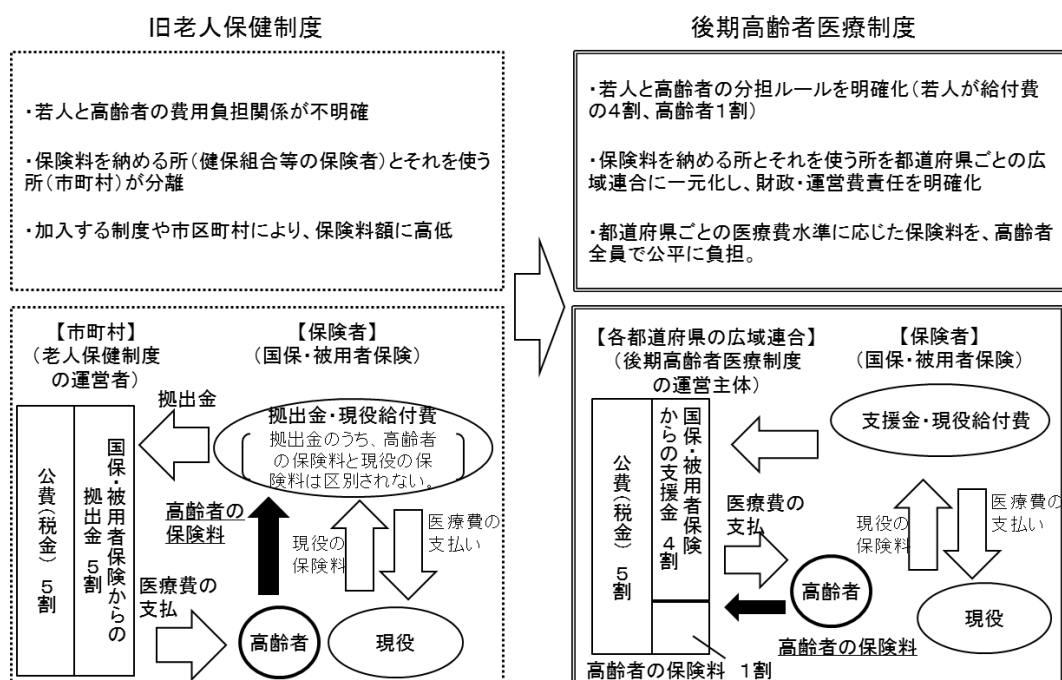 旧老人保健制度
・若人と高齢者の費用負担関係が不明確
・保険料を納める所(健保組合等の保険者)とそれを使う
所(市町村)が分離
・加入する制度や市区町村により、保険料額に高低
【市町村】
(老人保健制度
の運営者)
【保険者】
(国保・被用者保険)
拠出金
拠出金・現役給付費
拠出金のうち、高齢者
の保険料と現役の保
険料は区別されない。
公費(税金) 5割
国保・被用者保険からの
拠出金 5割
高齢者の
保険料
現役の
保険料
医療費の
支払い
医療費の
支払
高齢者
現役
後期高齢者医療制度
・若人と高齢者の分担ルールを明確化(若人が給付費
の4割、高齢者1割)
・保険料を納める所とそれを使う所を都道府県ごとの広
域連合に一元化し、財政・運営費責任を明確化
・都道府県ごとの医療費水準に応じた保険料を、高齢者
全員で公平に負担。
【各都道府県の広域連合】
(後期高齢者医療制度
の運営主体)
【保険者】
(国保・被用者保険)
支援金・現役給付費
公費(税金) 5割
国保・被用者保険
からの支援金 4割
医療費の
支払
現役の
保険料
医療費の
支払い
高齢者
現役
高齢者の保険料
高齢者の保険料 1割